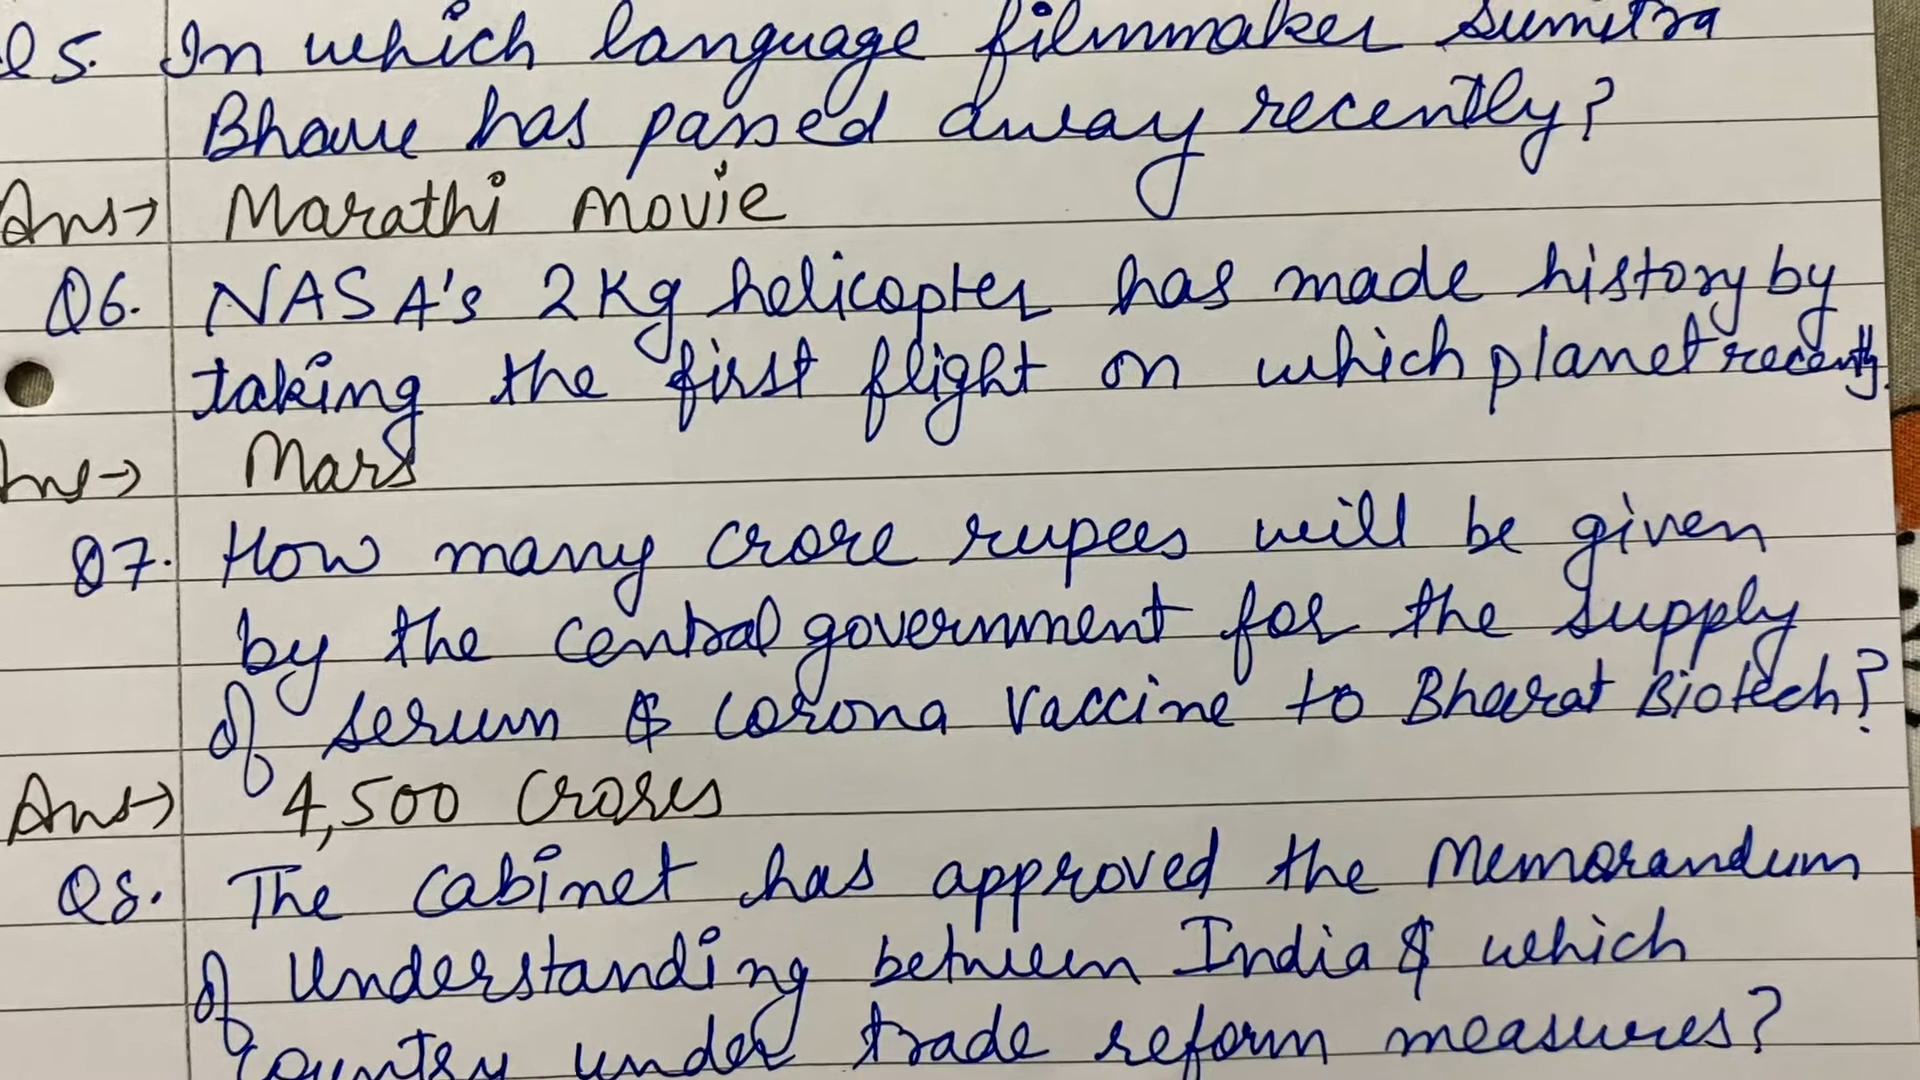 Q5. In which language filmmaker Sumitra
Bhave has passed away recently?
Ans→ Marathi movie
Q6. NASA's 2Kg helicopter has made history by
taking the first flight on which planet recently.
Ans→ Mars
Q7. How many crore rupees will be given
by the central government for the supply
of serum & corona vaccine to Bharat Biotech?
Ans→ 4,500 Crores
Q8. The Cabinet has approved the Memorandum
of Understanding between India & which
country under trade reform measures?